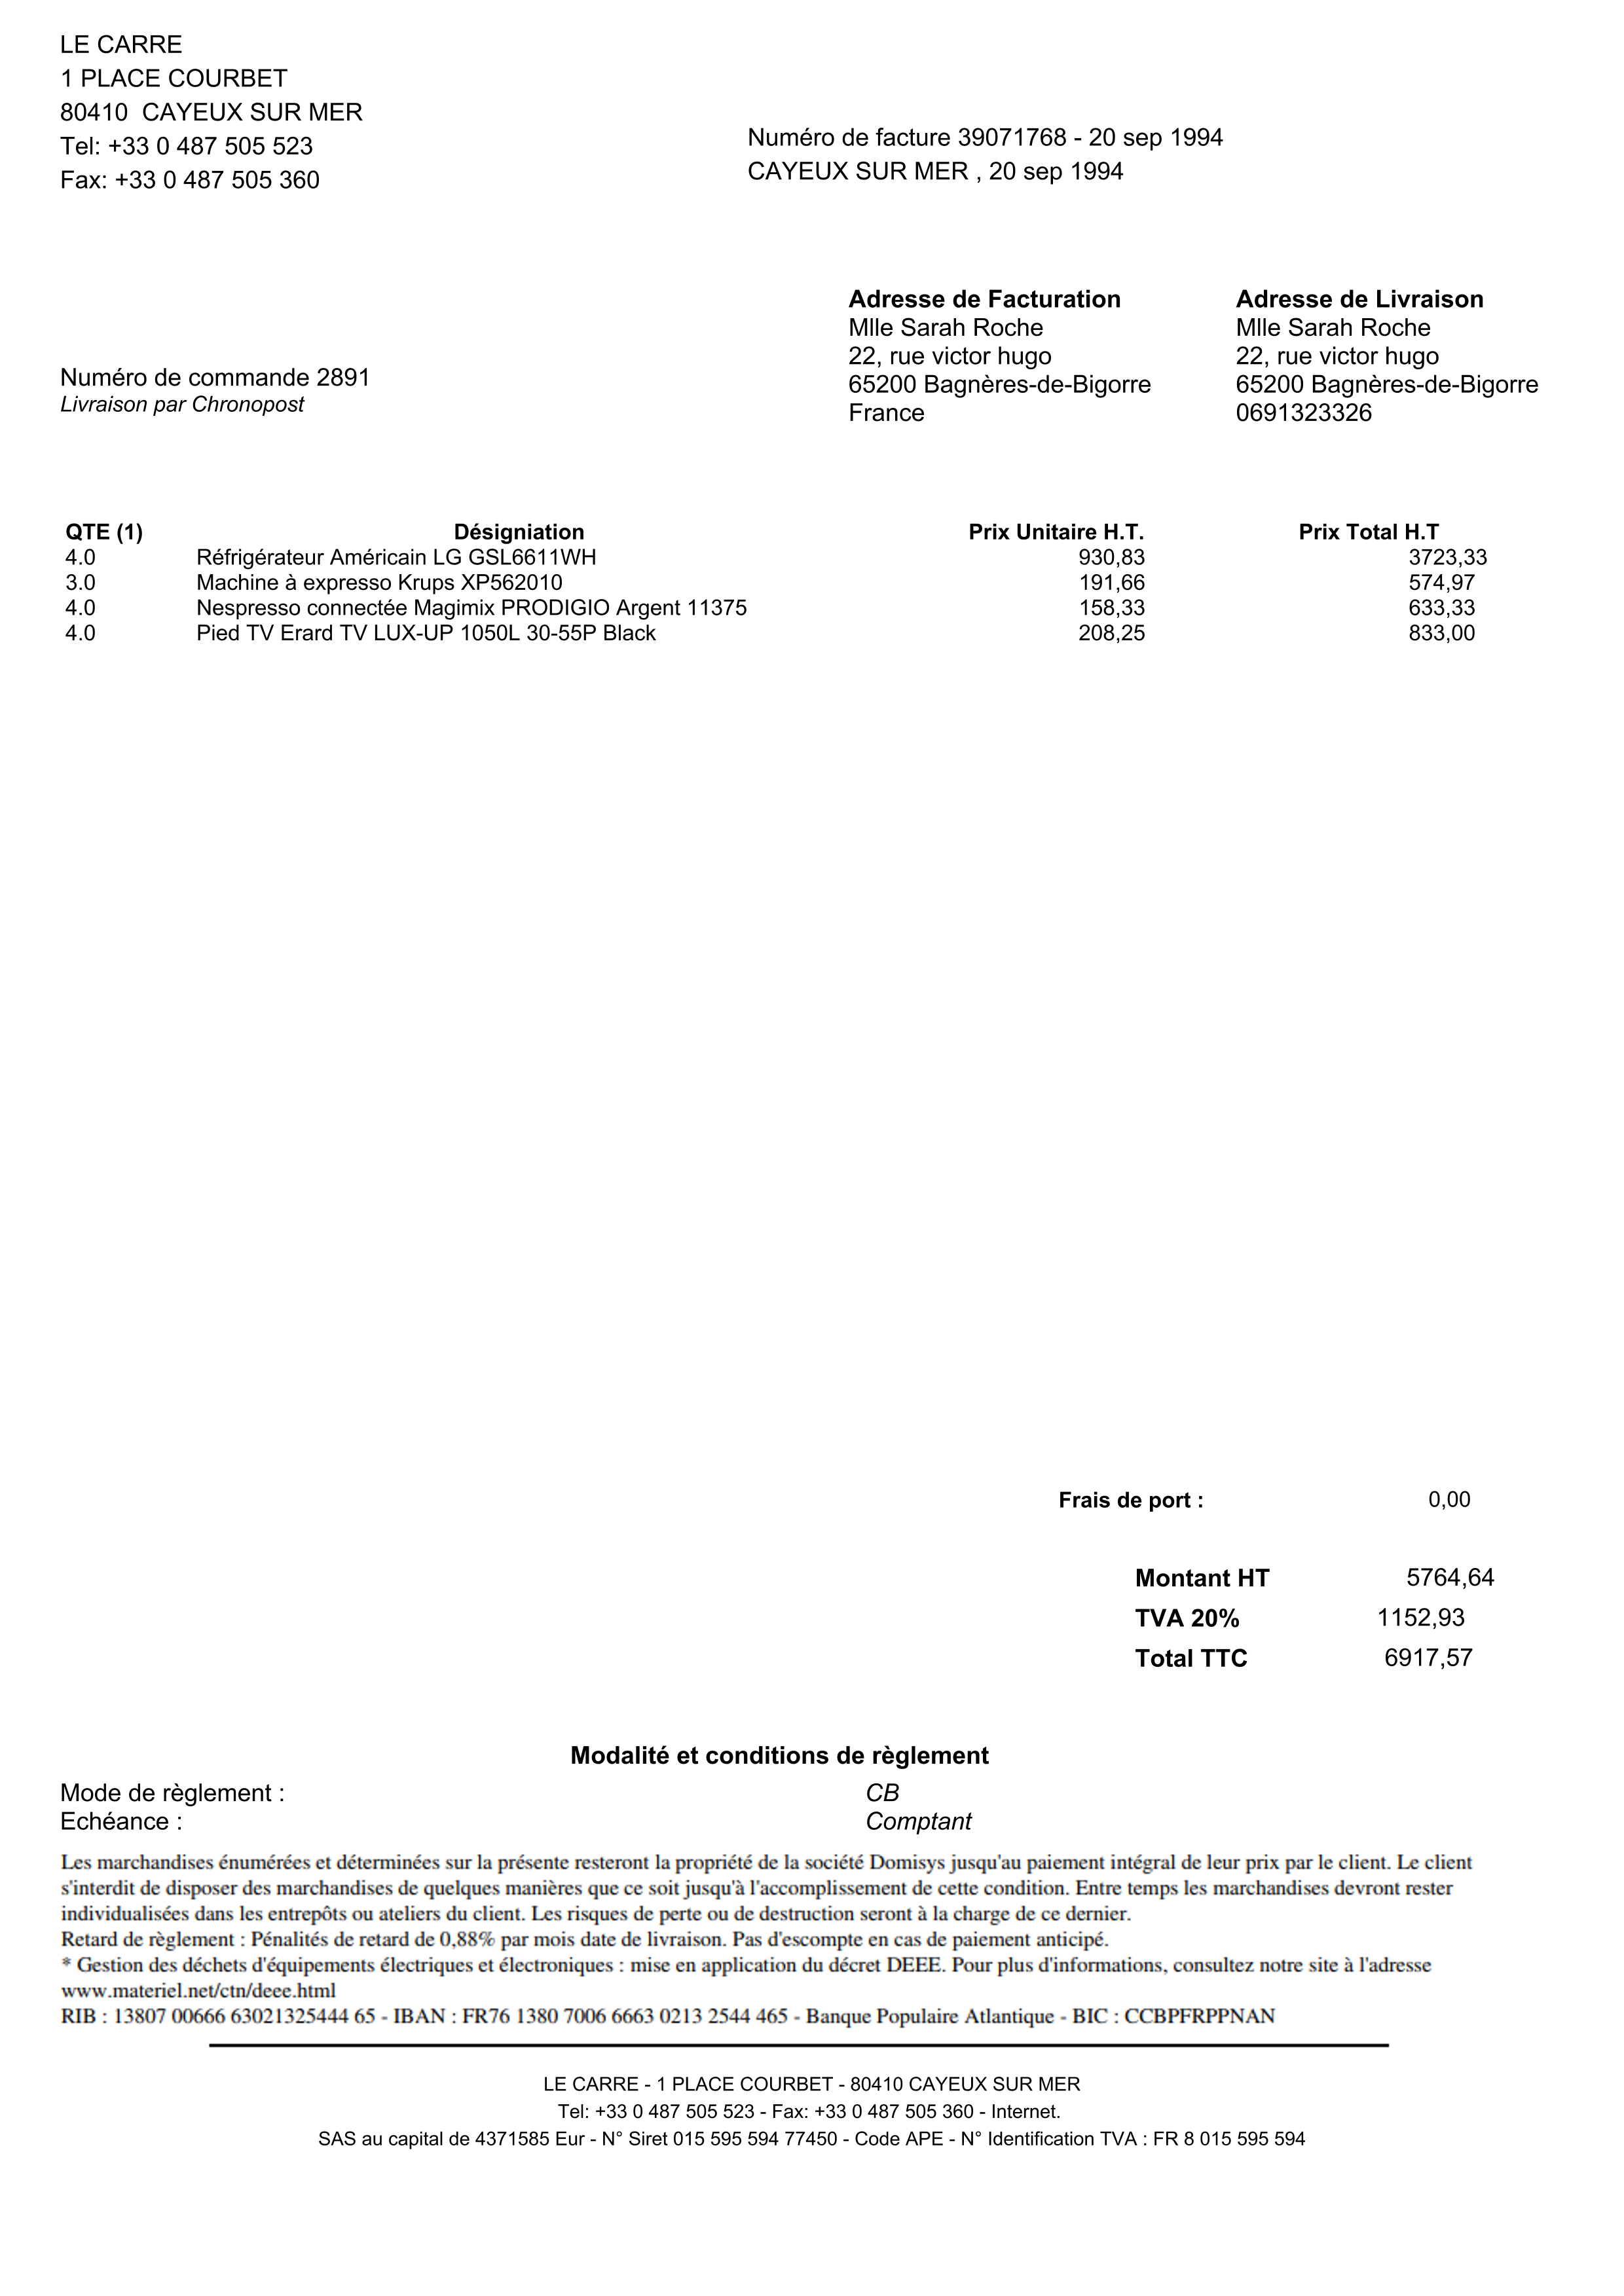 LE CARRE
1 PLACE COURBET
80410  CAYEUX SUR MER
Tel: +33 0 487 505 523
Fax: +33 0 487 505 360
Numéro de facture 39071768 - 20 sep 1994
CAYEUX SUR MER , 20 sep 1994
Numéro de commande 2891
Livraison par Chronopost
Adresse de Facturation
Mlle Sarah Roche
22, rue victor hugo
65200 Bagnères-de-Bigorre
France
Adresse de Livraison
Mlle Sarah Roche
22, rue victor hugo
65200 Bagnères-de-Bigorre
0691323326
QTE (1) Désigniation Prix Unitaire H.T. Prix Total H.T
4.0 Réfrigérateur Américain LG GSL6611WH 930,83 3723,33
3.0 Machine à expresso Krups XP562010 191,66 574,97
4.0 Nespresso connectée Magimix PRODIGIO Argent 11375 158,33 633,33
4.0 Pied TV Erard TV LUX-UP 1050L 30-55P Black 208,25 833,00
Frais de port : 0,00
Montant HT 5764,64
TVA 20% 1152,93
Total TTC 6917,57
Modalité et conditions de règlement
Mode de règlement : CB
Echéance : Comptant
Les marchandises énumérées et déterminées sur la présente resteront la propriété de la société Domisys jusqu'au paiement intégral de leur prix par le client. Le client
s'interdit de disposer des marchandises de quelques manières que ce soit jusqu'à l'accomplissement de cette condition. Entre temps les marchandises devront rester
individualisées dans les entrepôts ou ateliers du client. Les risques de perte ou de destruction seront à la charge de ce dernier.
Retard de règlement : Pénalités de retard de 0,88% par mois date de livraison. Pas d'escompte en cas de paiement anticipé.
* Gestion des déchets d'équipements électriques et électroniques : mise en application du décret DEEE. Pour plus d'informations, consultez notre site à l'adresse
www.materiel.net/ctn/deee.html
RIB : 13807 00666 63021325444 65 - IBAN : FR76 1380 7006 6663 0213 2544 465 - Banque Populaire Atlantique - BIC : CCBPFRPPNAN
LE CARRE - 1 PLACE COURBET - 80410 CAYEUX SUR MER
Tel: +33 0 487 505 523 - Fax: +33 0 487 505 360 - Internet.
SAS au capital de 4371585 Eur - N° Siret 015 595 594 77450 - Code APE - N° Identification TVA : FR 8 015 595 594